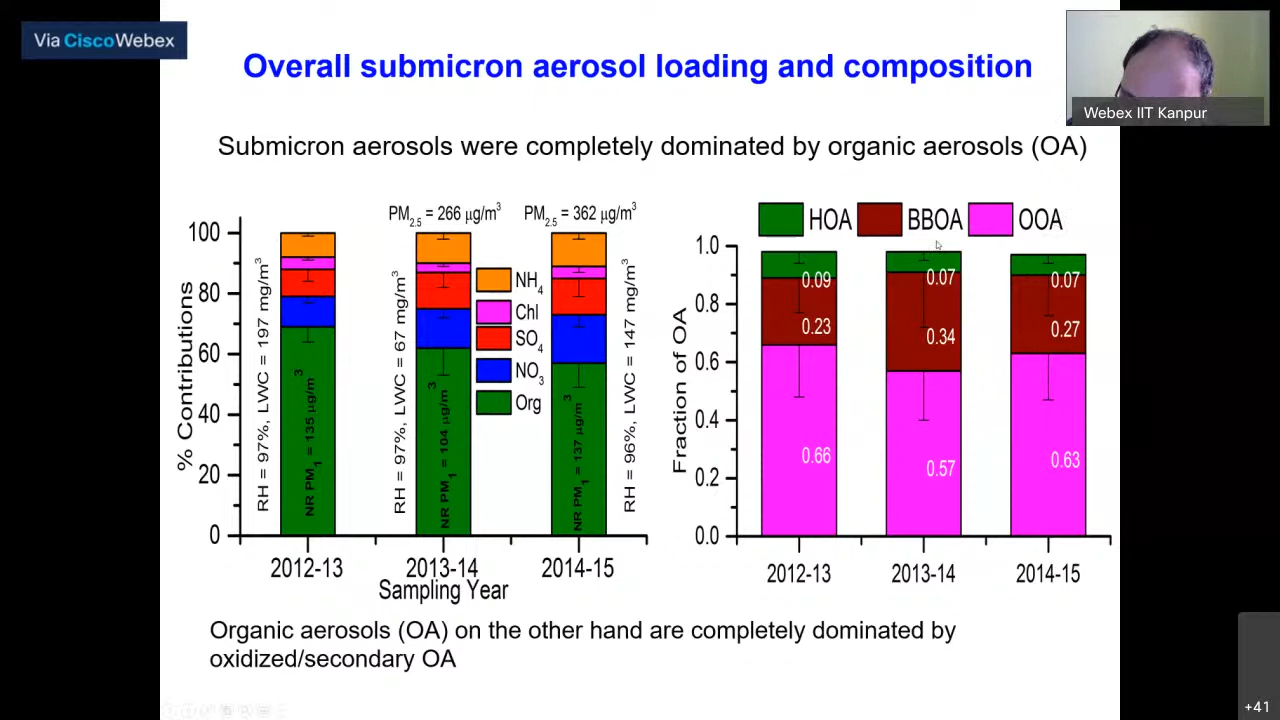 Via Cisco Webex
Overall submicron aerosol loading and composition
Webex IIT Kanpur
Submicron aerosols were completely dominated by organic aerosols (OA)
PM2.5 = 266 μg/m3
PM2.5 = 362 μg/m3
% Contributions
100
80
60
40
20
0
RH = 97%, LWC = 197 mg/m3
NR PM1 = 135 μg/m3
RH = 97%, LWC = 67 mg/m3
NR PM1 = 104 μg/m3
NH4
Chl
SO4
NO3
Org
NR PM1 = 137 μg/m3
RH = 96%, LWC = 147 mg/m3
2012-13
2013-14
2014-15
Sampling Year
HOA
BBOA
OOA
Fraction of OA
1.0
0.8
0.6
0.4
0.2
0.0
0.09
0.23
0.66
0.07
0.34
0.57
0.07
0.27
0.63
2012-13
2013-14
2014-15
Organic aerosols (OA) on the other hand are completely dominated by
oxidized/secondary OA
+41